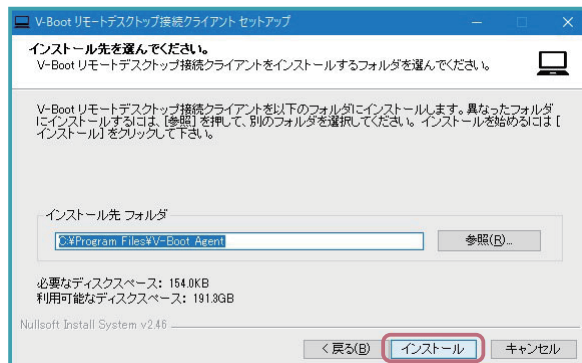 V-Boot リモートデスクトップ接続クライアント セットアップ
インストール先を選んでください。
V-Boot リモートデスクトップ接続クライアントをインストールするフォルダを選んでください。
V-Boot リモートデスクトップ接続クライアントを以下のフォルダにインストールします。異なったフォルダ
にインストールするには、[参照] を押して、別のフォルダを選択してください。インストールを始めるには [
インストール] をクリックして下さい。
インストール先 フォルダ
C:¥Program Files¥V-Boot Agent
参照(R)...
必要なディスクスペース: 154.0KB
利用可能なディスクスペース: 191.3GB
Nullsoft Install System v2.46
< 戻る(B)
インストール
キャンセル